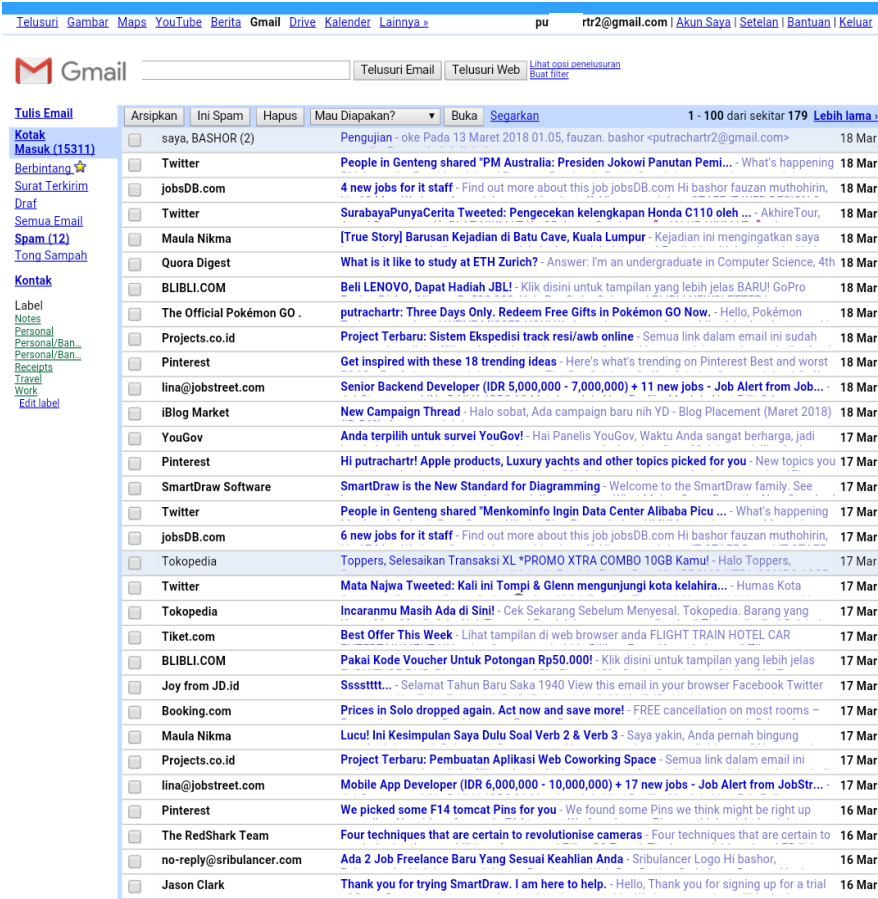 Telusuri Gambar Maps YouTube Berita Gmail Drive Kalender Lainnya » pu rtr2@gmail.com | Akun Saya | Setelan | Bantuan | Keluar
Gmail Telusuri Email Telusuri Web Lihat opsi penelusuran
Buat filter
Tulis Email
Kotak
Masuk (15311)
Berbintang
Surat Terkirim
Draf
Semua Email
Spam (12)
Tong Sampah
Kontak
Label
Notes
Personal
Personal/Ban...
Personal/Ban...
Receipts
Travel
Work
Edit label
Arsipkan Ini Spam Hapus Mau Diapakan? Buka Segarkan 1 - 100 dari sekitar 179 Lebih lama ›
saya, BASHOR (2) Pengujian - oke Pada 13 Maret 2018 01.05, fauzan. bashor <putrachartr2@gmail.com> 18 Mar
Twitter People in Genteng shared "PM Australia: Presiden Jokowi Panutan Pemi... - What's happening 18 Mar
jobsDB.com 4 new jobs for it staff - Find out more about this job jobsDB.com Hi bashor fauzan muthohirin, 18 Mar
Twitter SurabayaPunyaCerita Tweeted: Pengecekan kelengkapan Honda C110 oleh ... - AkhireTour, 18 Mar
Maula Nikma [True Story] Barusan Kejadian di Batu Cave, Kuala Lumpur - Kejadian ini mengingatkan saya 18 Mar
Quora Digest What is it like to study at ETH Zurich? - Answer: I'm an undergraduate in Computer Science, 4th 18 Mar
BLIBLI.COM Beli LENOVO, Dapat Hadiah JBL! - Klik disini untuk tampilan yang lebih jelas BARU! GoPro 18 Mar
The Official Pokémon GO . putrachartr: Three Days Only. Redeem Free Gifts in Pokémon GO Now. - Hello, Pokémon 18 Mar
Projects.co.id Project Terbaru: Sistem Ekspedisi track resi/awb online - Semua link dalam email ini sudah 18 Mar
Pinterest Get inspired with these 18 trending ideas - Here's what's trending on Pinterest Best and worst 18 Mar
lina@jobstreet.com Senior Backend Developer (IDR 5,000,000 - 7,000,000) + 11 new jobs - Job Alert from Job... - 18 Mar
iBlog Market New Campaign Thread - Halo sobat, Ada campaign baru nih YD - Blog Placement (Maret 2018) 18 Mar
YouGov Anda terpilih untuk survei YouGov! - Hai Panelis YouGov, Waktu Anda sangat berharga, jadi 17 Mar
Pinterest Hi putrachartr! Apple products, Luxury yachts and other topics picked for you - New topics you 17 Mar
SmartDraw Software SmartDraw is the New Standard for Diagramming - Welcome to the SmartDraw family. See 17 Mar
Twitter People in Genteng shared "Menkominfo Ingin Data Center Alibaba Picu ... - What's happening 17 Mar
jobsDB.com 6 new jobs for it staff - Find out more about this job jobsDB.com Hi bashor fauzan muthohirin, 17 Mar
Tokopedia Toppers, Selesaikan Transaksi XL *PROMO XTRA COMBO 10GB Kamu! - Halo Toppers, 17 Mar
Twitter Mata Najwa Tweeted: Kali ini Tompi & Glenn mengunjungi kota kelahira... - Humas Kota 17 Mar
Tokopedia Incaranmu Masih Ada di Sini! - Cek Sekarang Sebelum Menyesal. Tokopedia. Barang yang 17 Mar
Tiket.com Best Offer This Week - Lihat tampilan di web browser anda FLIGHT TRAIN HOTEL CAR 17 Mar
BLIBLI.COM Pakai Kode Voucher Untuk Potongan Rp50.000! - Klik disini untuk tampilan yang lebih jelas 17 Mar
Joy from JD.id Sssstttt... - Selamat Tahun Baru Saka 1940 View this email in your browser Facebook Twitter 17 Mar
Booking.com Prices in Solo dropped again. Act now and save more! - FREE cancellation on most rooms – 17 Mar
Maula Nikma Lucu! Ini Kesimpulan Saya Dulu Soal Verb 2 & Verb 3 - Saya yakin, Anda pernah bingung 17 Mar
Projects.co.id Project Terbaru: Pembuatan Aplikasi Web Coworking Space - Semua link dalam email ini 17 Mar
lina@jobstreet.com Mobile App Developer (IDR 6,000,000 - 10,000,000) + 17 new jobs - Job Alert from JobStr... - 17 Mar
Pinterest We picked some F14 tomcat Pins for you - We found some Pins we think might be right up 16 Mar
The RedShark Team Four techniques that are certain to revolutionise cameras - Four techniques that are certain to 16 Mar
no-reply@sribulancer.com Ada 2 Job Freelance Baru Yang Sesuai Keahlian Anda - Sribulancer Logo Hi bashor, 16 Mar
Jason Clark Thank you for trying SmartDraw. I am here to help. - Hello, Thank you for signing up for a trial 16 Mar